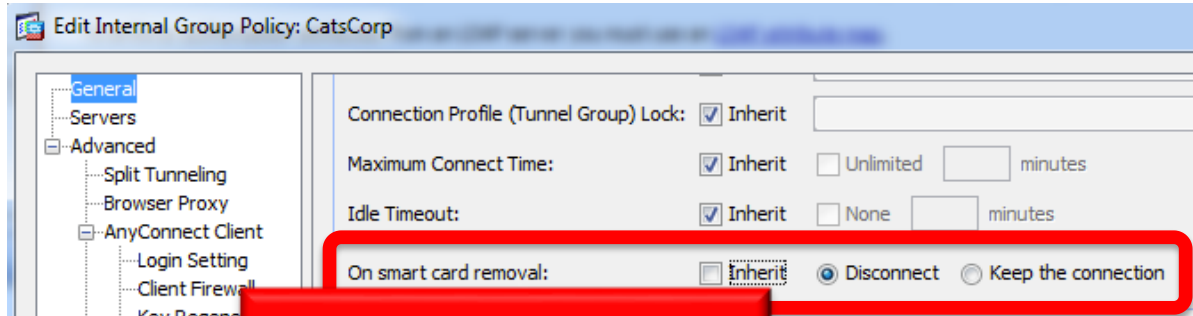 Edit Internal Group Policy: CatsCorp
General
Servers
Advanced
Split Tunneling
Browser Proxy
AnyConnect Client
Login Setting
Client Firewall
Connection Profile (Tunnel Group) Lock: Inherit
Maximum Connect Time: Inherit Unlimited minutes
Idle Timeout: Inherit None minutes
On smart card removal: Inherit Disconnect Keep the connection